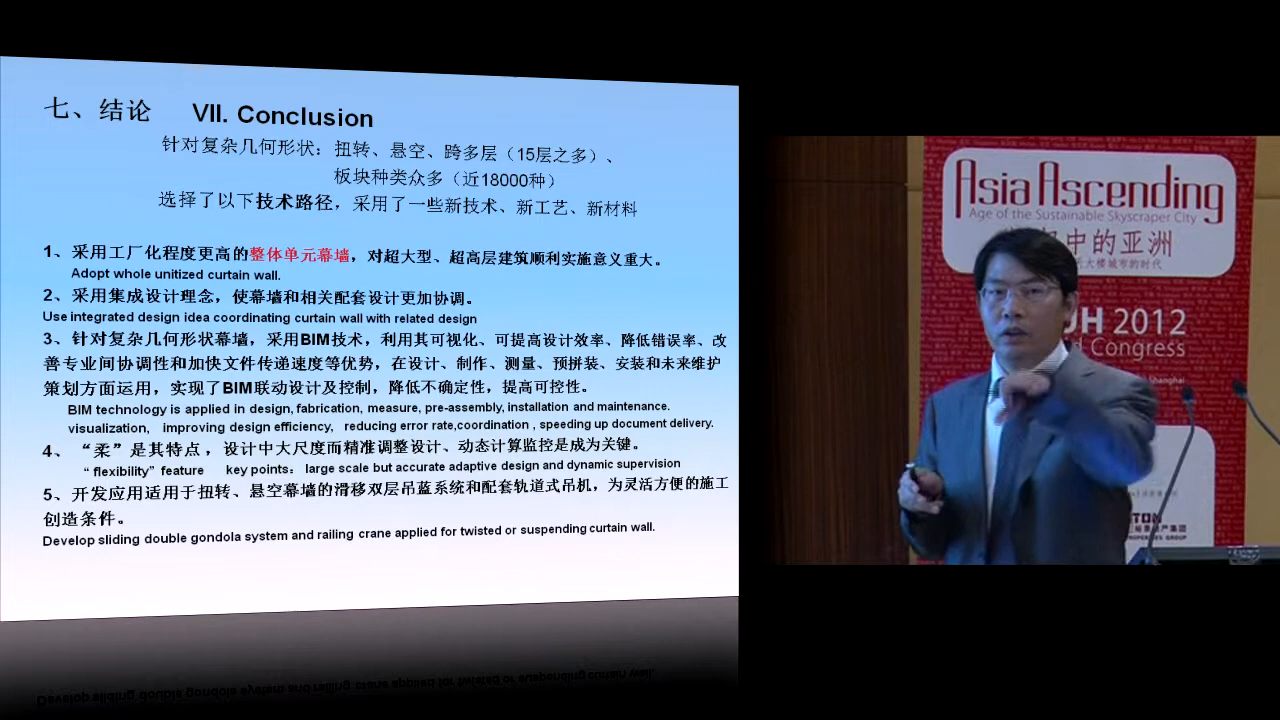 七、结论 VII. Conclusion
针对复杂几何形状：扭转、悬空、跨多层（15层之多）、
板块种类众多（近18000种）
选择了以下技术路径，采用了一些新技术、新工艺、新材料
1、采用工厂化程度更高的整体单元幕墙，对超大型、超高层建筑顺利实施意义重大。
Adopt whole unitized curtain wall.
2、采用集成设计理念，使幕墙和相关配套设计更加协调。
Use integrated design idea coordinating curtain wall with related design
3、针对复杂几何形状幕墙，采用BIM技术，利用其可视化、可提高设计效率、降低错误率、改
善专业间协调性和加快文件传递速度等优势，在设计、制作、测量、预拼装、安装和未来维护
策划方面运用，实现了BIM联动设计及控制，降低不确定性，提高可控性。
BIM technology is applied in design, fabrication, measure, pre-assembly, installation and maintenance.
visualization, improving design efficiency, reducing error rate,coordination , speeding up document delivery.
4、“柔”是其特点，设计中大尺度而精准调整设计、动态计算监控是成为关键。
“flexibility” feature key points： large scale but accurate adaptive design and dynamic supervision
5、开发应用适用于扭转、悬空幕墙的滑移双层吊蓝系统和配套轨道式吊机，为灵活方便的施工
创造条件。
Develop sliding double gondola system and railing crane applied for twisted or suspending curtain wall.
Asia Ascending
Age of the Sustainable Skyscraper City
中的亚洲
大楼城市的时代
UH 2012
Congress
Shanghai